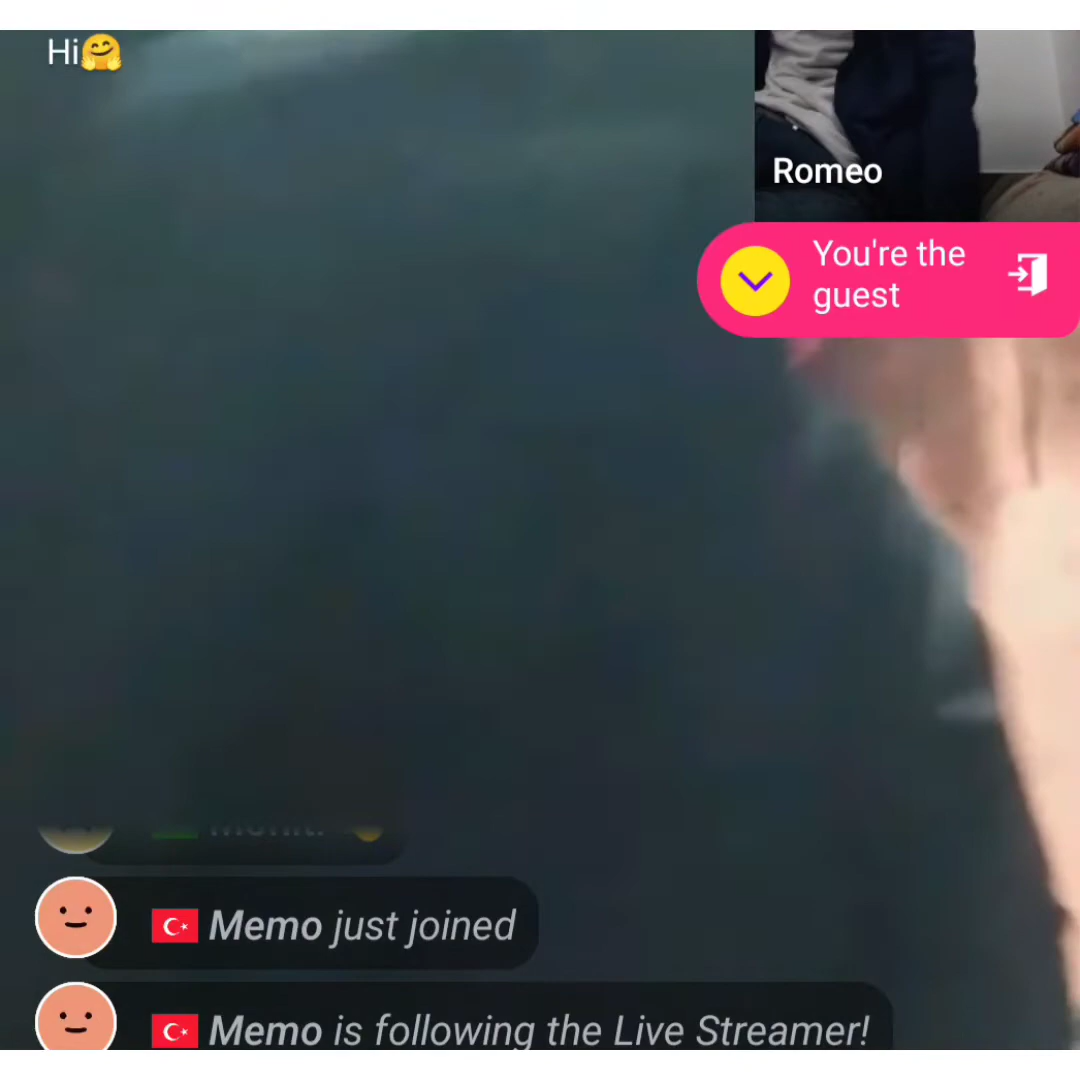 Hi🤗
Romeo
You're the
guest
Memo just joined
Memo is following the Live Streamer!